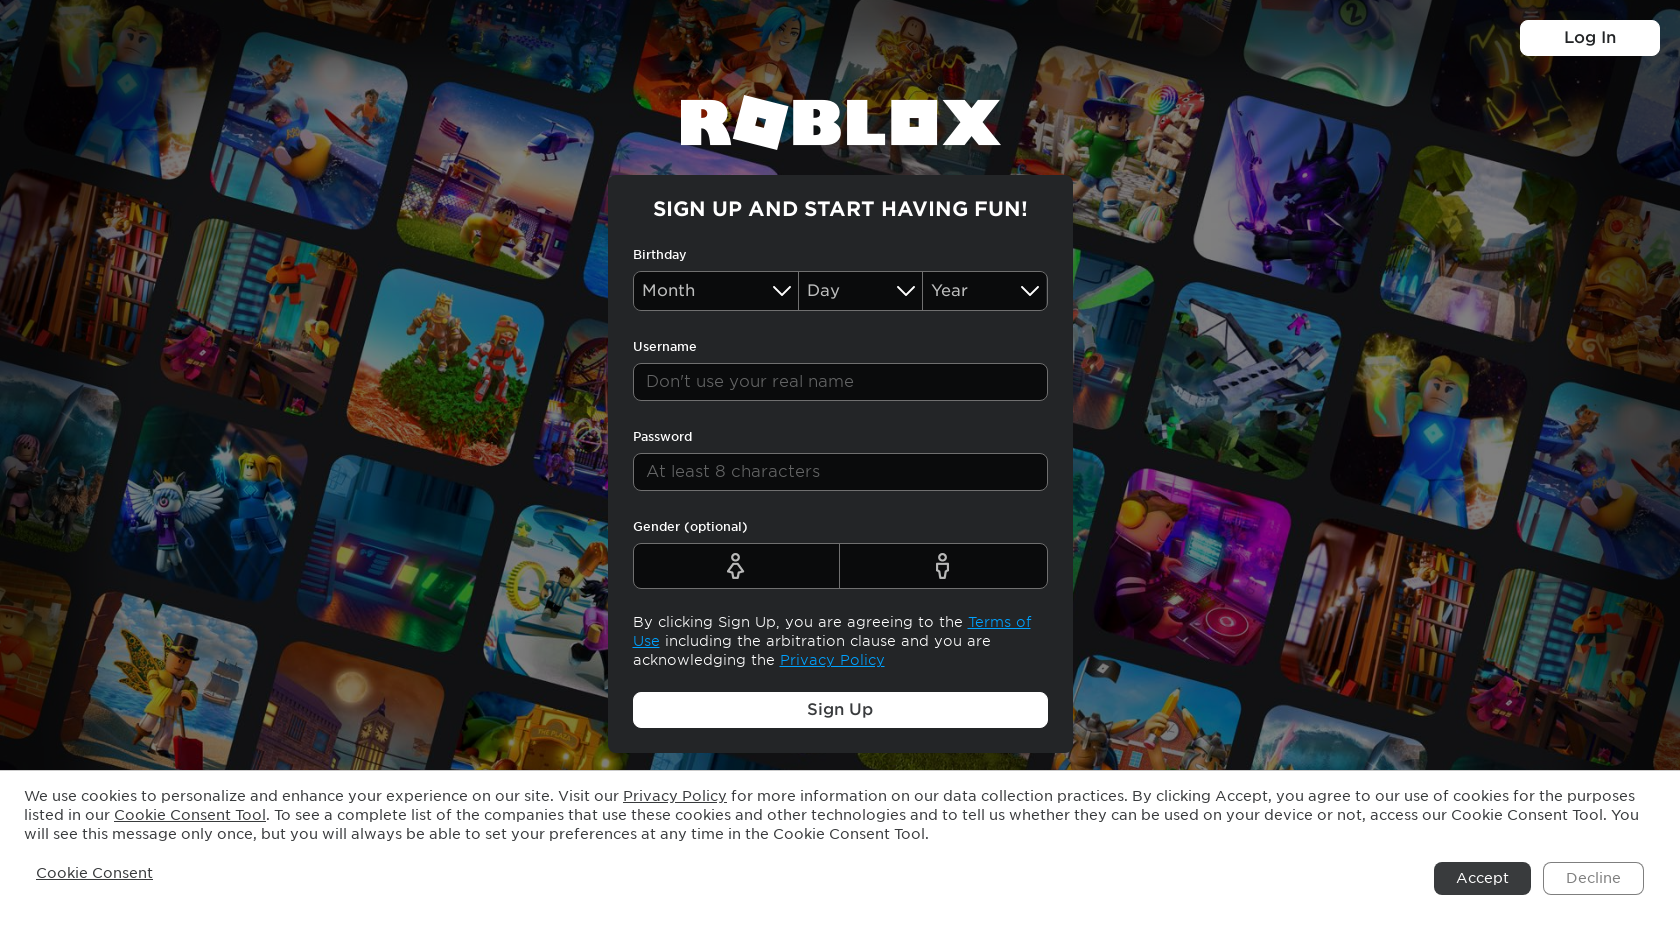 Log In
ROBLOX
SIGN UP AND START HAVING FUN!
Birthday
Month Day Year
Username
Don't use your real name
Password
At least 8 characters
Gender (optional)
By clicking Sign Up, you are agreeing to the Terms of
Use including the arbitration clause and you are
acknowledging the Privacy Policy
Sign Up
We use cookies to personalize and enhance your experience on our site. Visit our Privacy Policy for more information on our data collection practices. By clicking Accept, you agree to our use of cookies for the purposes
listed in our Cookie Consent Tool. To see a complete list of the companies that use these cookies and other technologies and to tell us whether they can be used on your device or not, access our Cookie Consent Tool. You
will see this message only once, but you will always be able to set your preferences at any time in the Cookie Consent Tool.
Cookie Consent
Accept Decline